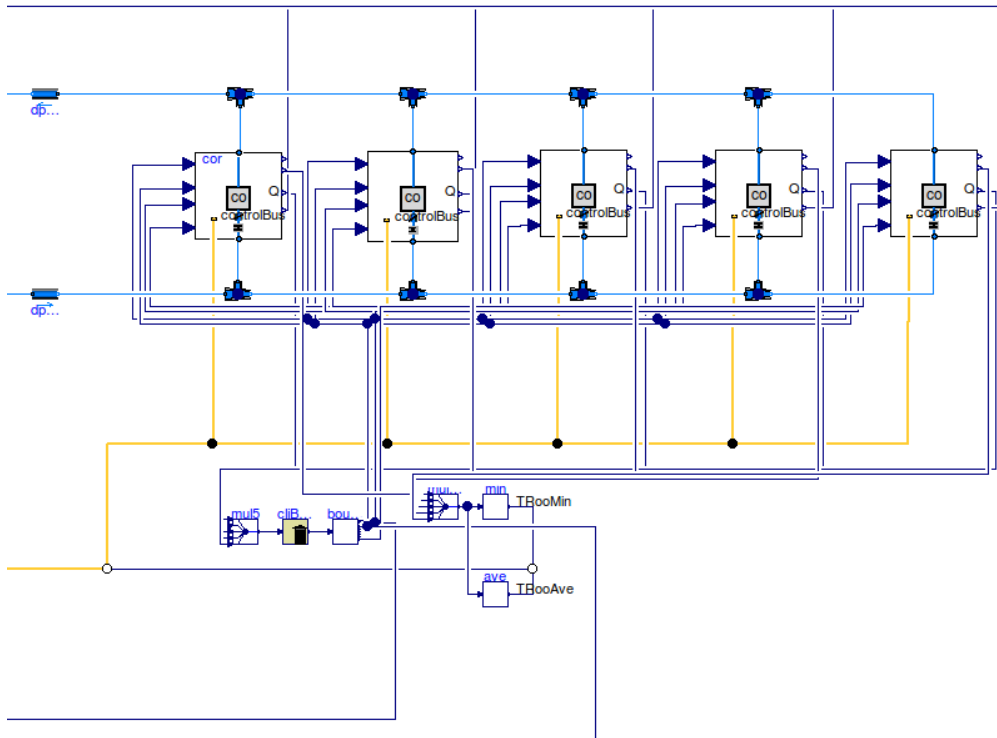 dp...
cor
Q
Q
Q
Q
Q
CO
CO
CO
CO
CO
controlBus
controlBus
controlBus
controlBus
controlBus
dp...
mul5
cliB...
bou...
mul...
min
TRooMin
ave
TRooAve